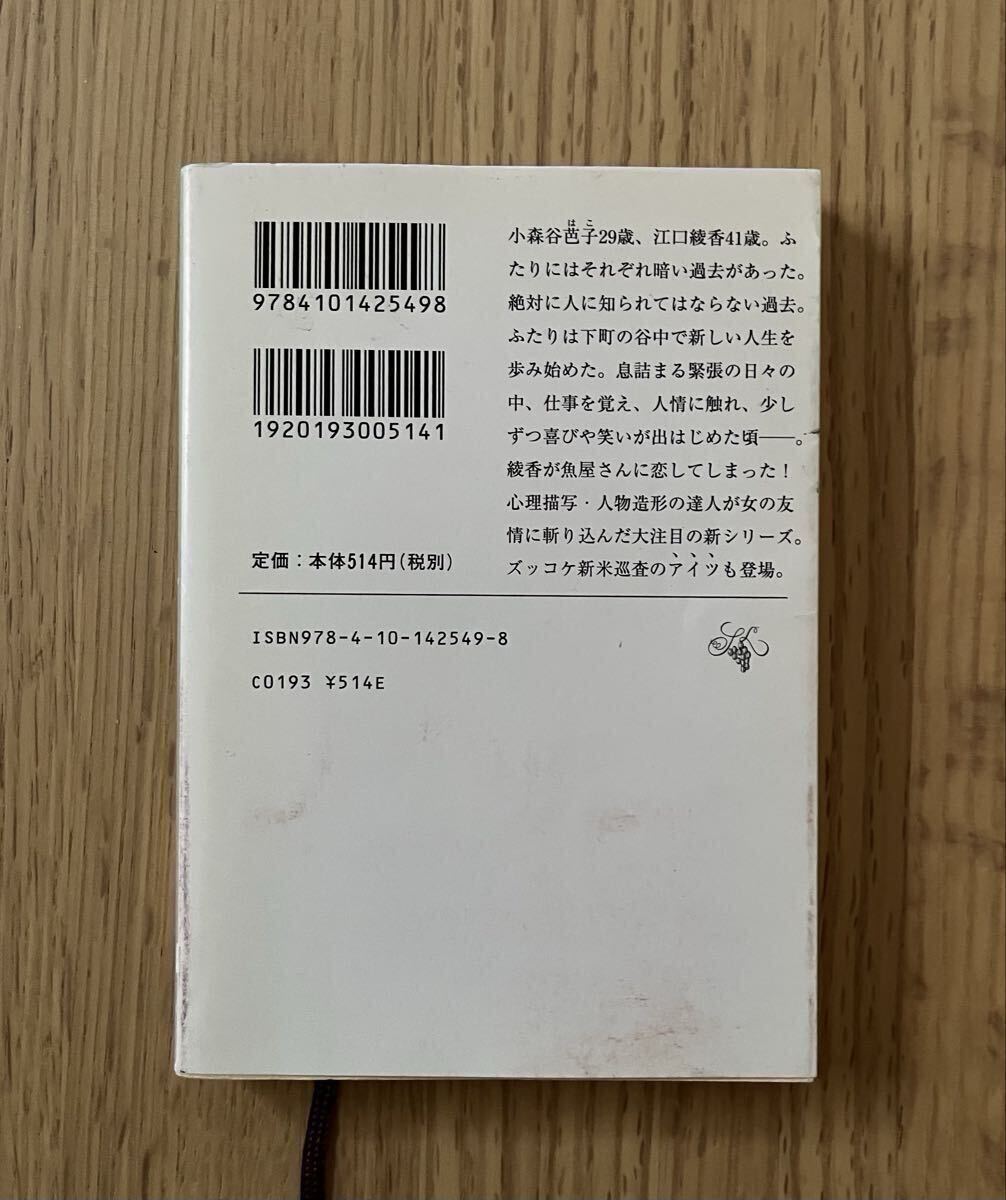 9784101425498
1920193005141
定価：本体514円（税別）
小森谷芭子29歳、江口綾香41歳。ふ
たりにはそれぞれ暗い過去があった。
絶対に人に知られてはならない過去。
ふたりは下町の谷中で新しい人生を
歩み始めた。息詰まる緊張の日々の
中、仕事を覚え、人情に触れ、少し
ずつ喜びや笑いが出はじめた頃――。
綾香が魚屋さんに恋してしまった！
心理描写・人物造形の達人が女の友
情に斬り込んだ大注目の新シリーズ。
ズッコケ新米巡査のアイツも登場。
ISBN978-4-10-142549-8
C0193 ¥514E